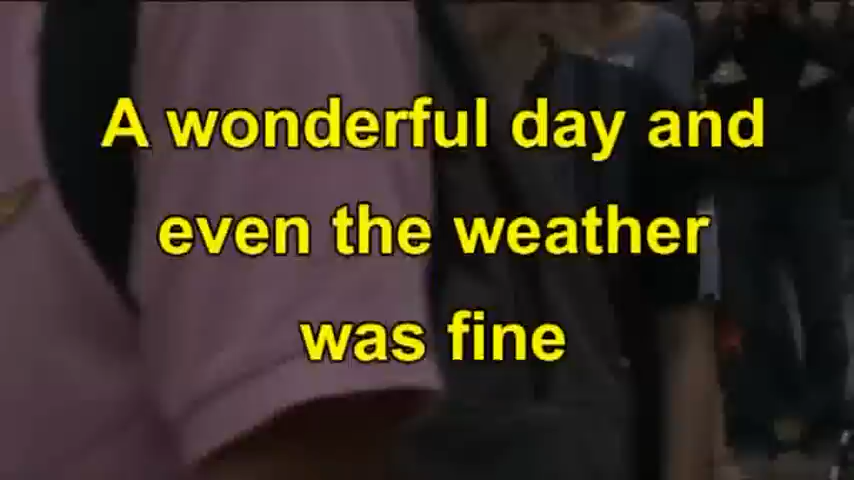 A wonderful day and
even the weather
was fine